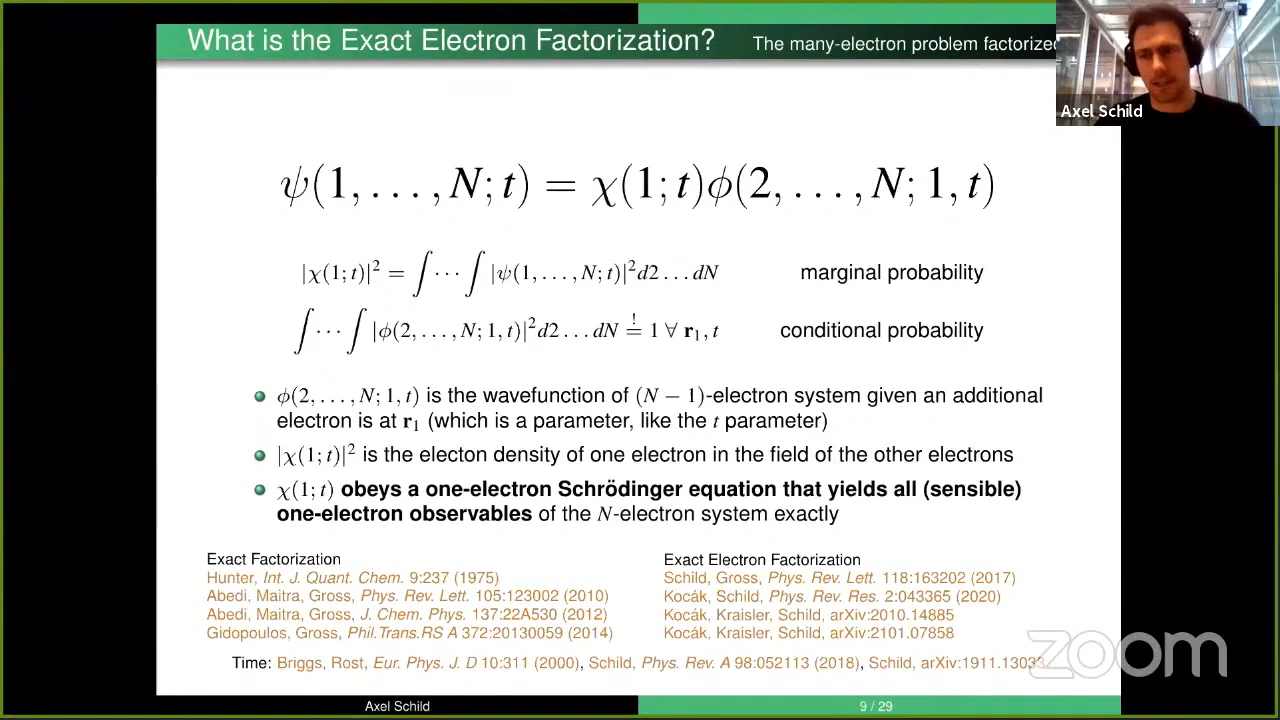 What is the Exact Electron Factorization? The many-electron problem factorized
Axel Schild
ψ(1, . . . , N; t) = χ(1; t)ϕ(2, . . . , N; 1, t)
|χ(1; t)|² = ∫ ··· ∫ |ψ(1, . . . , N; t)|² d2 . . . dN marginal probability
∫ ··· ∫ |ϕ(2, . . . , N; 1, t)|² d2 . . . dN =! 1 ∀ r₁, t conditional probability
ϕ(2, . . . , N; 1, t) is the wavefunction of (N − 1)-electron system given an additional
electron is at r₁ (which is a parameter, like the t parameter)
|χ(1; t)|² is the electon density of one electron in the field of the other electrons
χ(1; t) obeys a one-electron Schrödinger equation that yields all (sensible)
one-electron observables of the N-electron system exactly
Exact Factorization
Hunter, Int. J. Quant. Chem. 9:237 (1975)
Abedi, Maitra, Gross, Phys. Rev. Lett. 105:123002 (2010)
Abedi, Maitra, Gross, J. Chem. Phys. 137:22A530 (2012)
Gidopoulos, Gross, Phil.Trans.RS A 372:20130059 (2014)
Exact Electron Factorization
Schild, Gross, Phys. Rev. Lett. 118:163202 (2017)
Kocák, Schild, Phys. Rev. Res. 2:043365 (2020)
Kocák, Kraisler, Schild, arXiv:2010.14885
Kocák, Kraisler, Schild, arXiv:2101.07858
Time: Briggs, Rost, Eur. Phys. J. D 10:311 (2000), Schild, Phys. Rev. A 98:052113 (2018), Schild, arXiv:1911.13033
zoom
Axel Schild 9 / 29